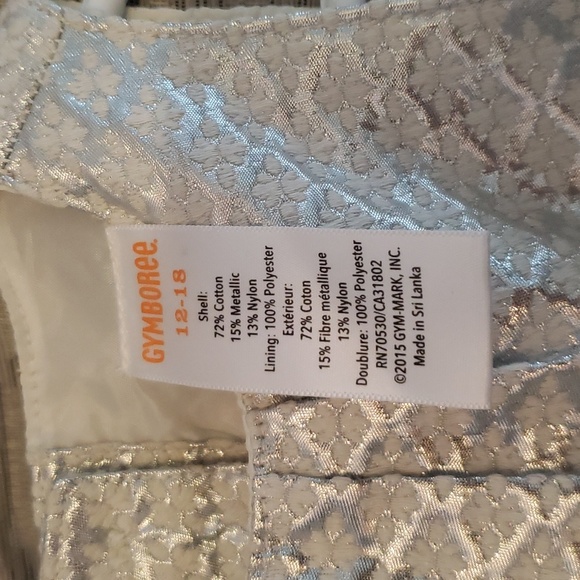 GYMBOREE.
12-18
Shell:
72% Cotton
15% Metallic
13% Nylon
Lining: 100% Polyester
Extérieur:
72% Coton
15% Fibre métallique
13% Nylon
Doublure: 100% Polyester
RN70530/CA31802
©2015 GYM-MARK, INC.
Made in Sri Lanka